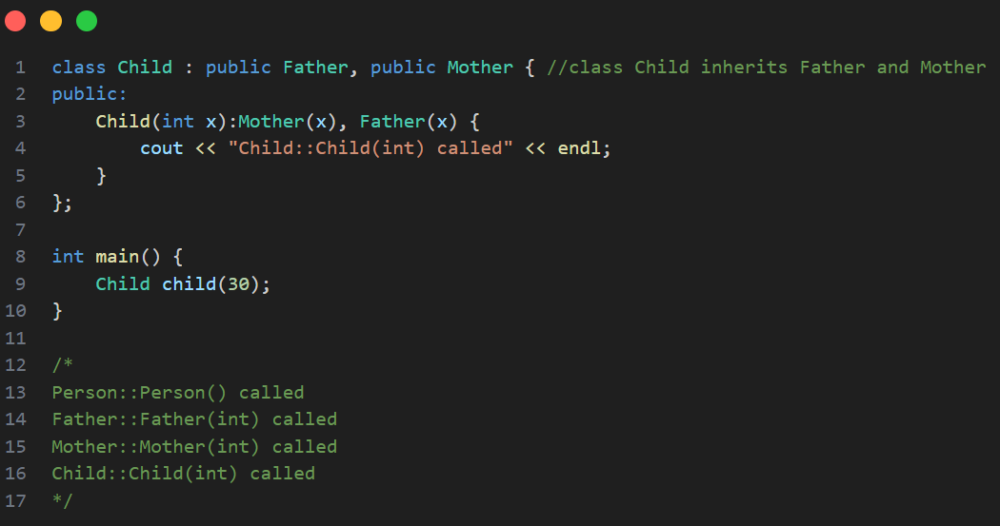 1 class Child : public Father, public Mother { //class Child inherits Father and Mother
2 public:
3     Child(int x):Mother(x), Father(x) {
4         cout << "Child::Child(int) called" << endl;
5     }
6 };
7
8 int main() {
9     Child child(30);
10 }
11
12 /*
13 Person::Person() called
14 Father::Father(int) called
15 Mother::Mother(int) called
16 Child::Child(int) called
17 */